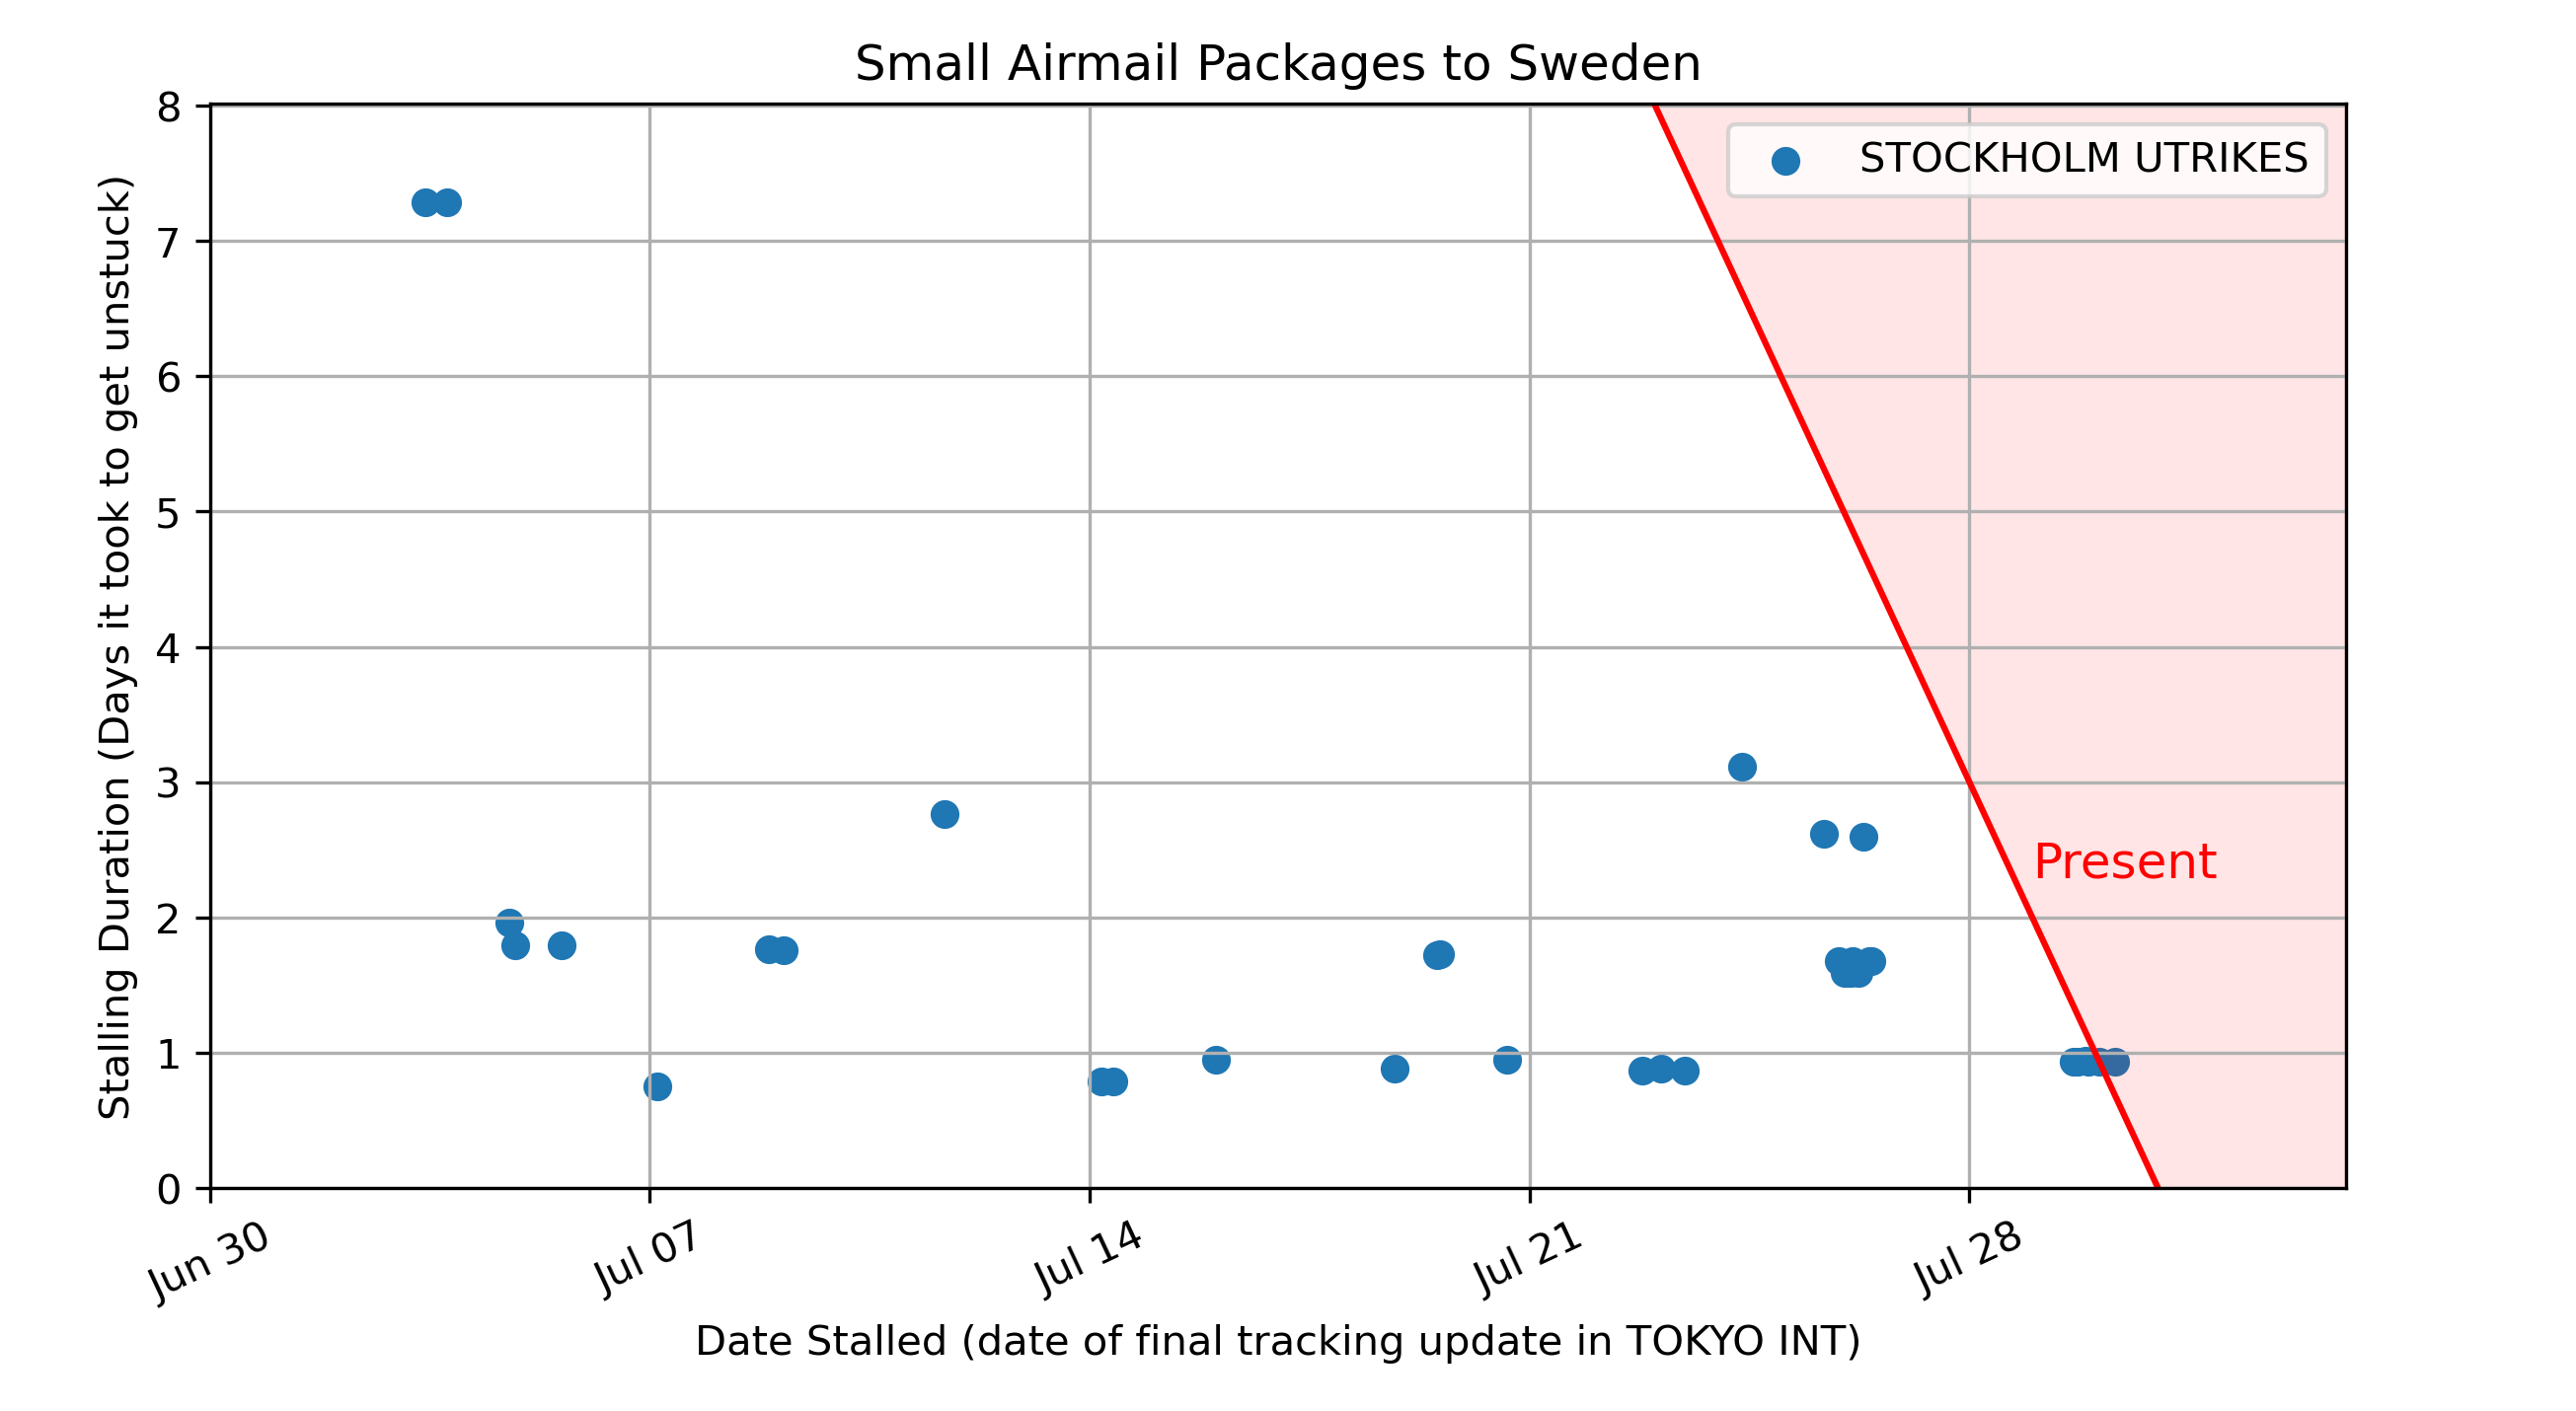 Small Airmail Packages to Sweden
STOCKHOLM UTRIKES
Stalling Duration (Days it took to get unstuck)
8
7
6
5
4
3
2
1
0
Present
Jun 30
Jul 07
Jul 14
Jul 21
Jul 28
Date Stalled (date of final tracking update in TOKYO INT)